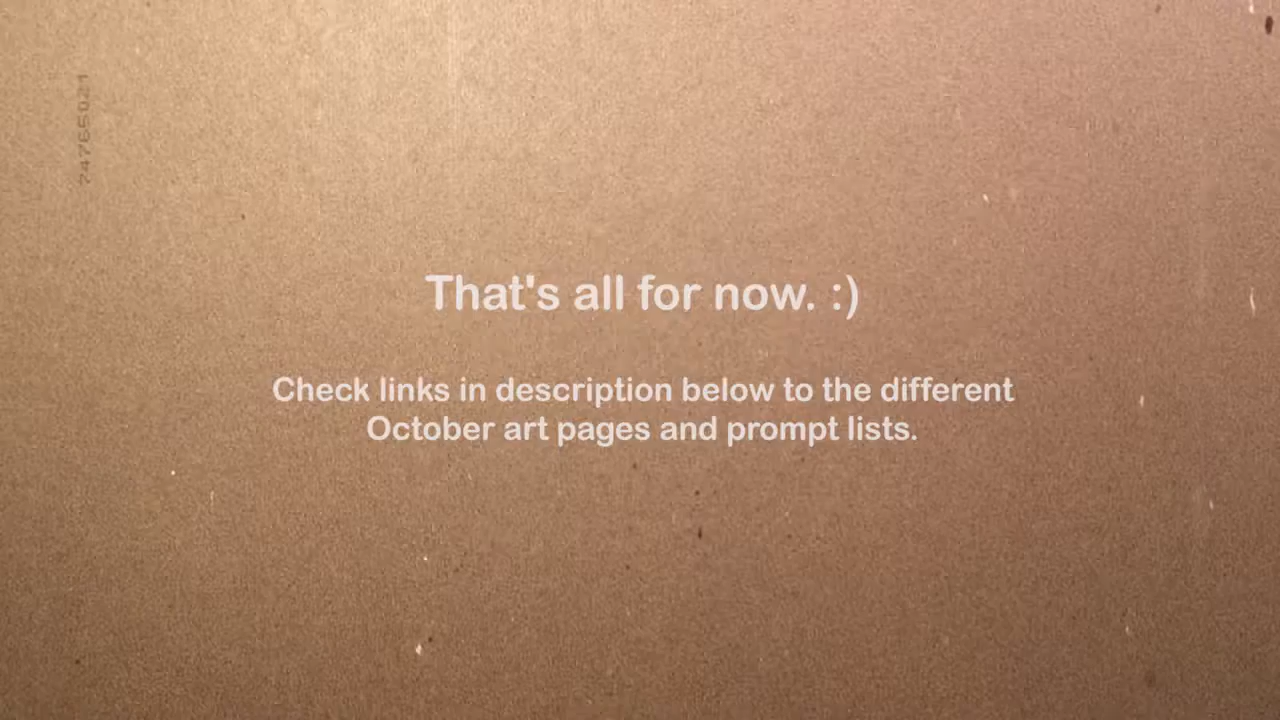 That's all for now. :)
Check links in description below to the different
October art pages and prompt lists.